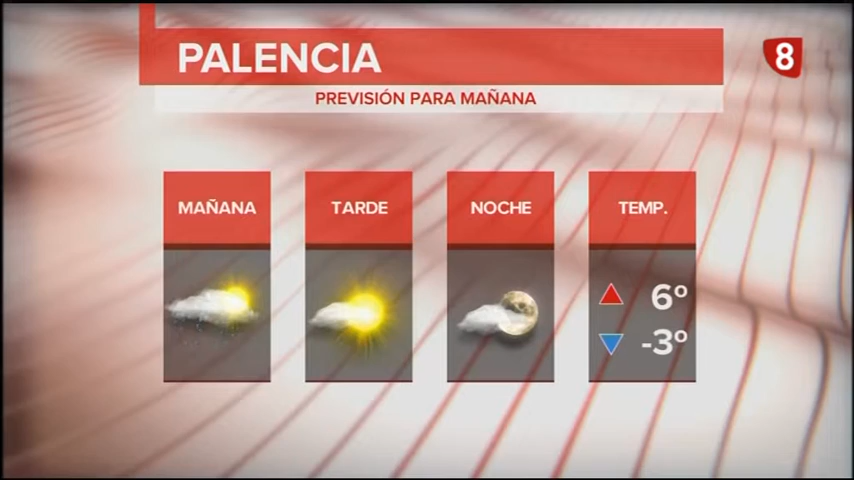 PALENCIA
8
PREVISIÓN PARA MAÑANA
MAÑANA
TARDE
NOCHE
TEMP.
6º
-3º